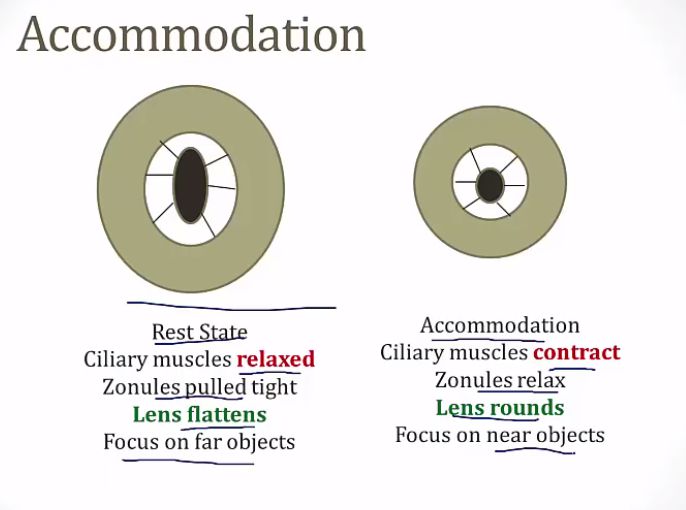 Accommodation
Rest State
Ciliary muscles relaxed
Zonules pulled tight
Lens flattens
Focus on far objects
Accommodation
Ciliary muscles contract
Zonules relax
Lens rounds
Focus on near objects